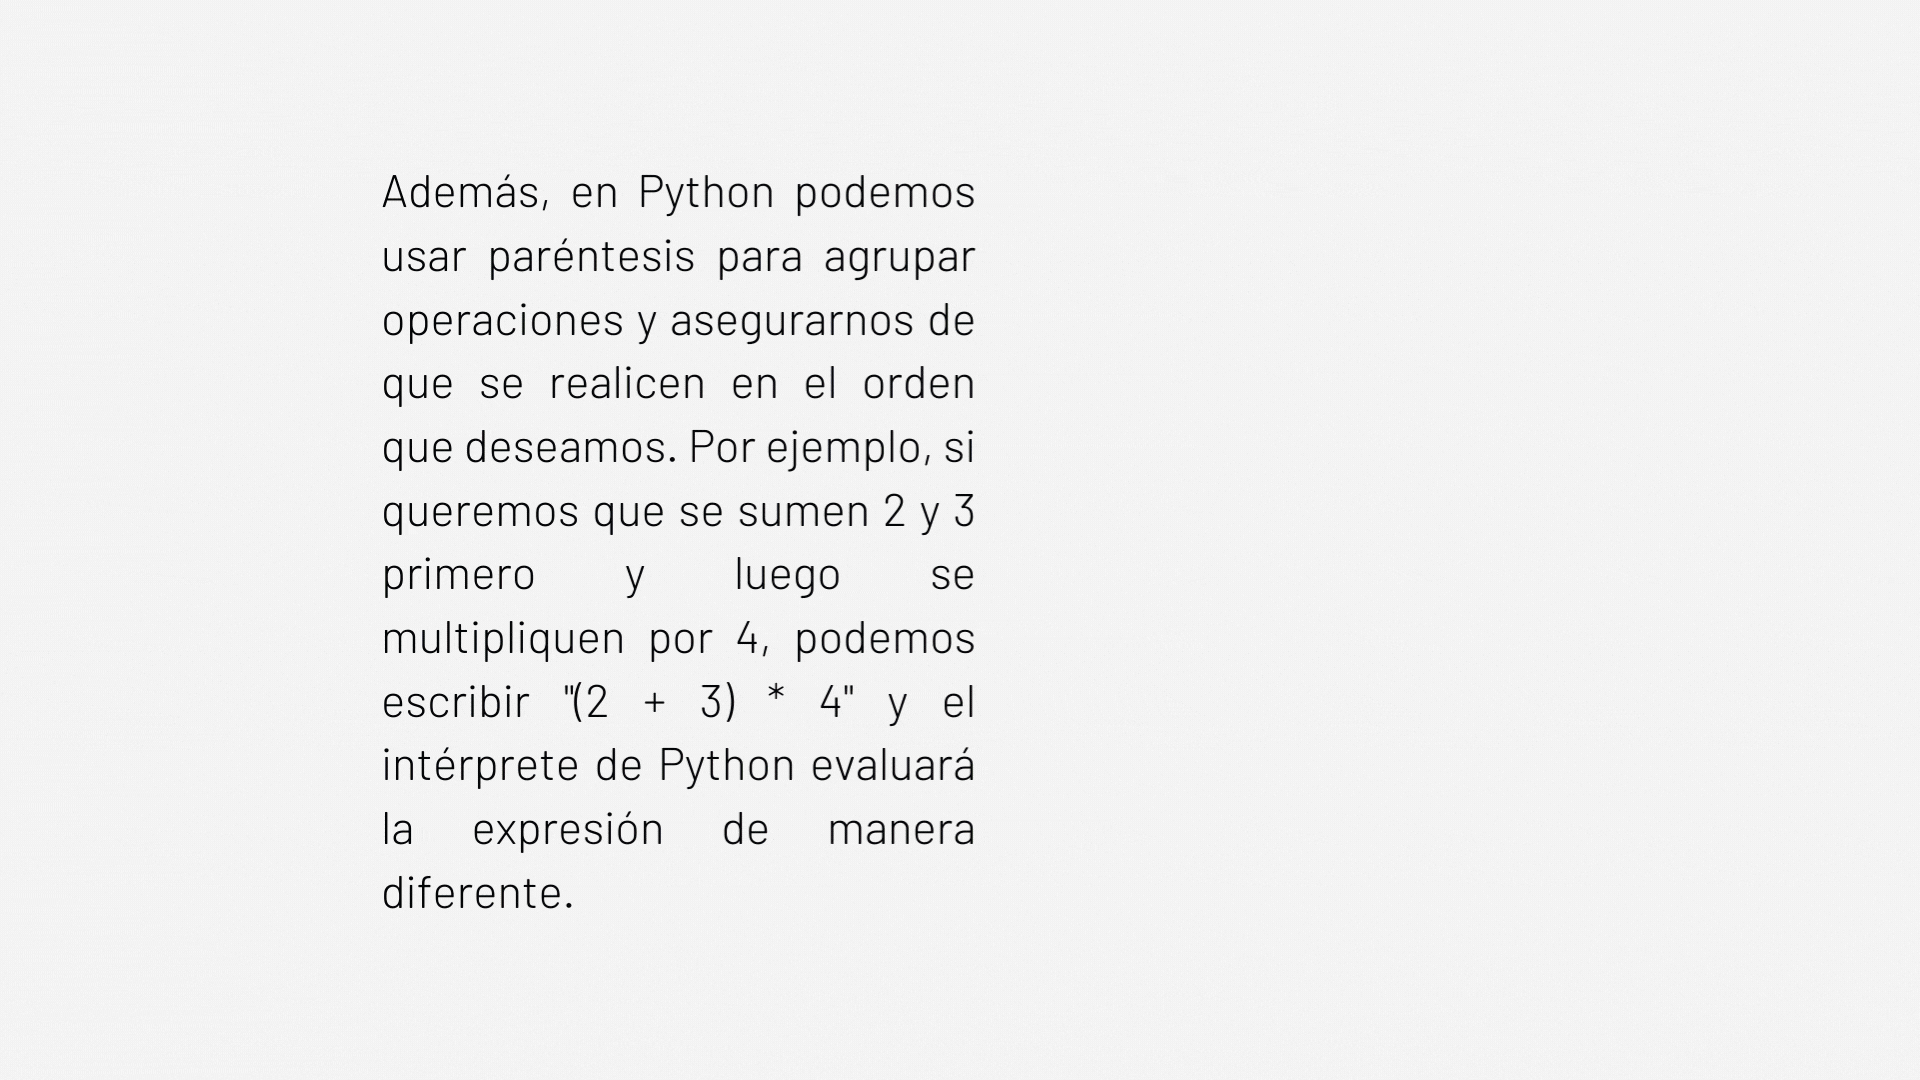 Además, en Python podemos
usar paréntesis para agrupar
operaciones y asegurarnos de
que se realicen en el orden
que deseamos. Por ejemplo, si
queremos que se sumen 2 y 3
primero y luego se
multipliquen por 4, podemos
escribir "(2 + 3) * 4" y el
intérprete de Python evaluará
la expresión de manera
diferente.